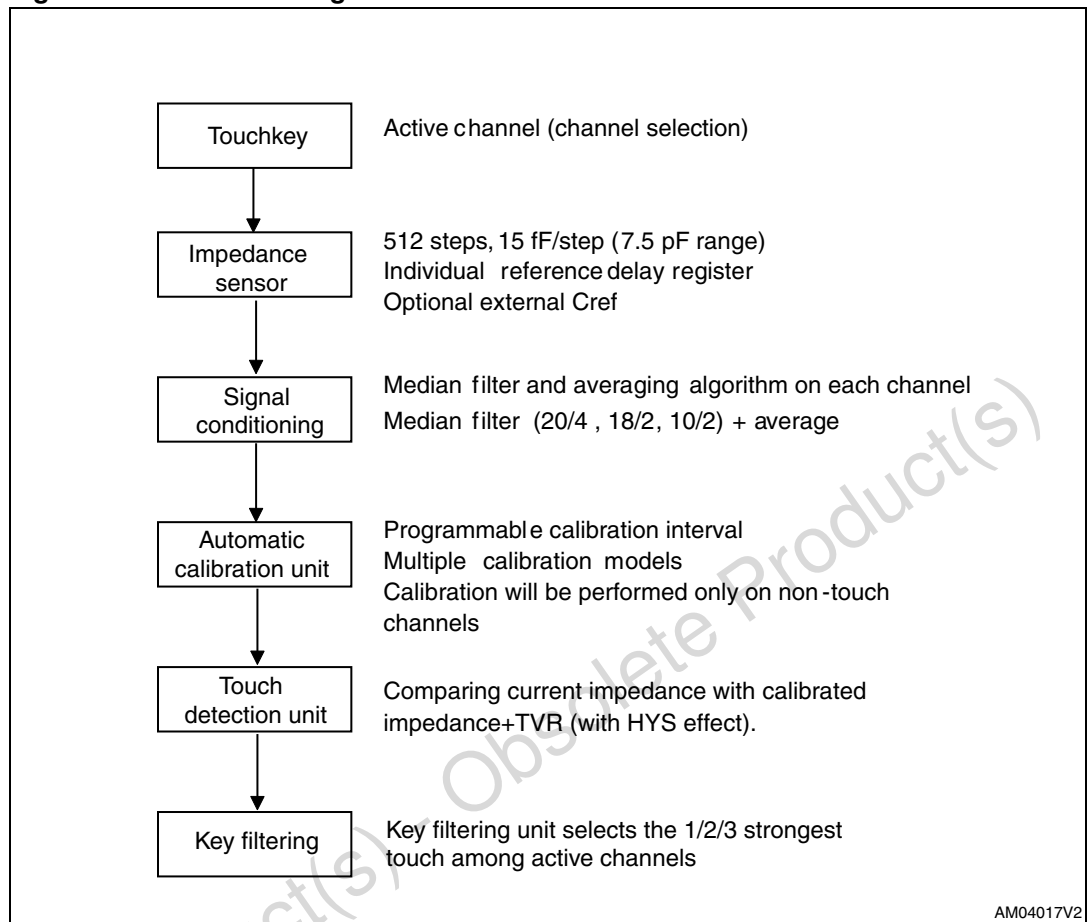 Touchkey
Active channel (channel selection)
Impedance
sensor
512 steps, 15 fF/step (7.5 pF range)
Individual reference delay register
Optional external Cref
Signal
conditioning
Median filter and averaging algorithm on each channel
Median filter (20/4 , 18/2, 10/2) + average
Automatic
calibration unit
Programmable calibration interval
Multiple calibration models
Calibration will be performed only on non-touch
channels
Touch
detection unit
Comparing current impedance with calibrated
impedance+TVR (with HYS effect).
Key filtering
Key filtering unit selects the 1/2/3 strongest
touch among active channels
ct(s) - Obsolete Product(s)
AM04017V2